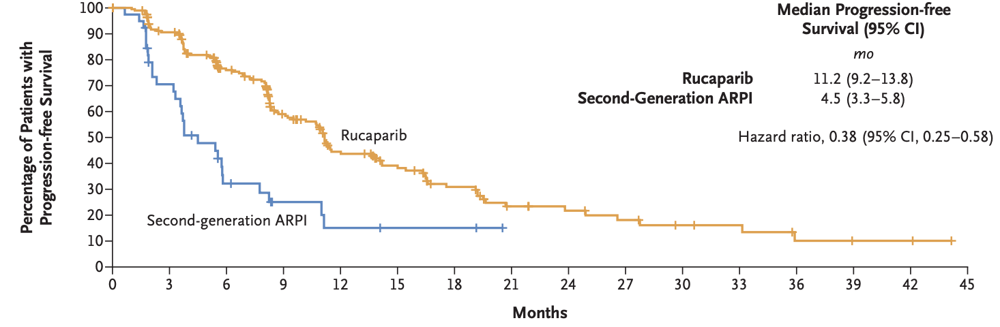 Percentage of Patients with
Progression-free Survival
100
90
80
70
60
50
40
30
20
10
0
0 3 6 9 12 15 18 21 24 27 30 33 36 39 42 45
Months
Rucaparib
Second-generation ARPI
Median Progression-free
Survival (95% CI)
mo
Rucaparib 11.2 (9.2–13.8)
Second-Generation ARPI 4.5 (3.3–5.8)
Hazard ratio, 0.38 (95% CI, 0.25–0.58)